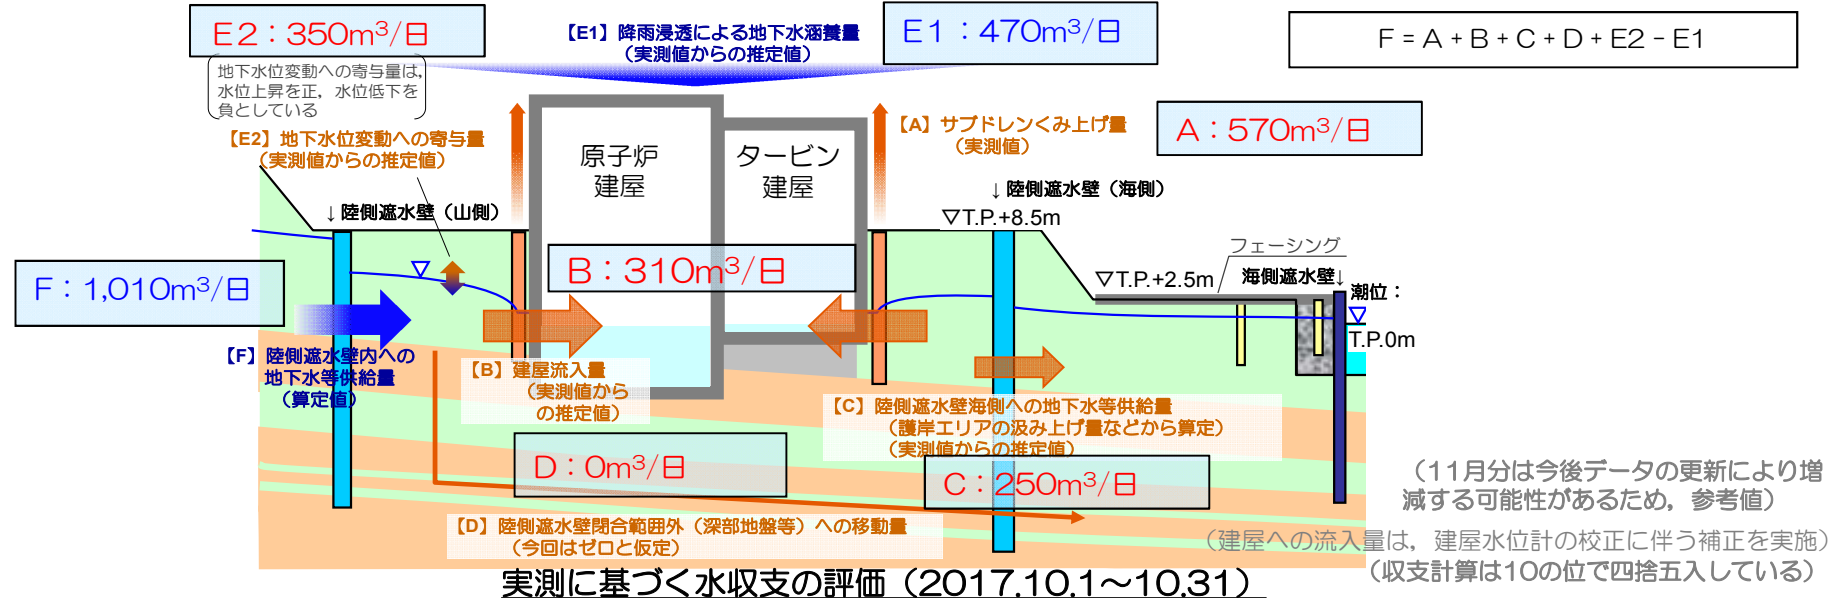 E2：350m³/日
地下水位変動への寄与量は，
水位上昇を正，水位低下を
負としている
【E2】地下水位変動への寄与量
（実測値からの推定値）
【E1】降雨浸透による地下水涵養量
（実測値からの推定値）
E1：470m³/日
F = A + B + C + D + E2 − E1
【A】サブドレンくみ上げ量
（実測値）
A：570m³/日
原子炉
建屋
タービン
建屋
↓陸側遮水壁（山側）
↓陸側遮水壁（海側）
▽T.P.+8.5m
フェーシング
▽T.P.+2.5m
海側遮水壁↓
潮位：
▽
T.P.0m
▽
F：1,010m³/日
【F】陸側遮水壁内への
地下水等供給量
（算定値）
B：310m³/日
【B】建屋流入量
（実測値から
の推定値）
【C】陸側遮水壁海側への地下水等供給量
（護岸エリアの汲み上げ量などから算定）
（実測値からの推定値）
C：250m³/日
D：0m³/日
【D】陸側遮水壁閉合範囲外（深部地盤等）への移動量
（今回はゼロと仮定）
（11月分は今後データの更新により増
減する可能性があるため，参考値）
（建屋への流入量は，建屋水位計の校正に伴う補正を実施）
（収支計算は10の位で四捨五入している）
実測に基づく水収支の評価（2017.10.1〜10.31）